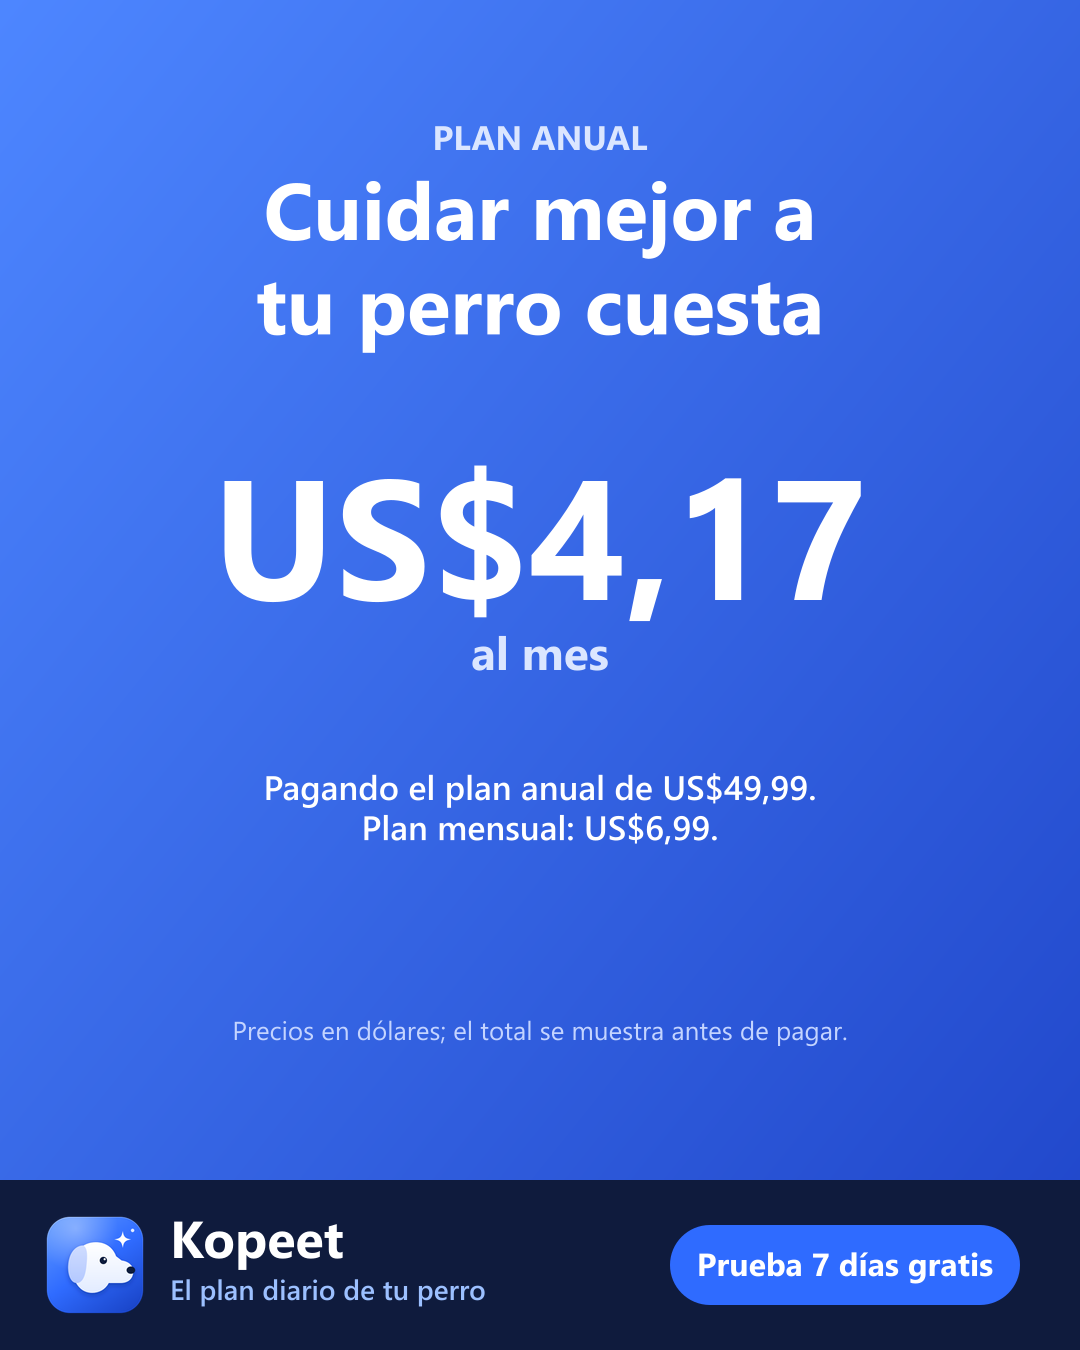 PLAN ANUAL
Cuidar mejor a
tu perro cuesta
US$4,17
al mes
Pagando el plan anual de US$49,99.
Plan mensual: US$6,99.
Precios en dólares; el total se muestra antes de pagar.
Kopeet
El plan diario de tu perro
Prueba 7 días gratis